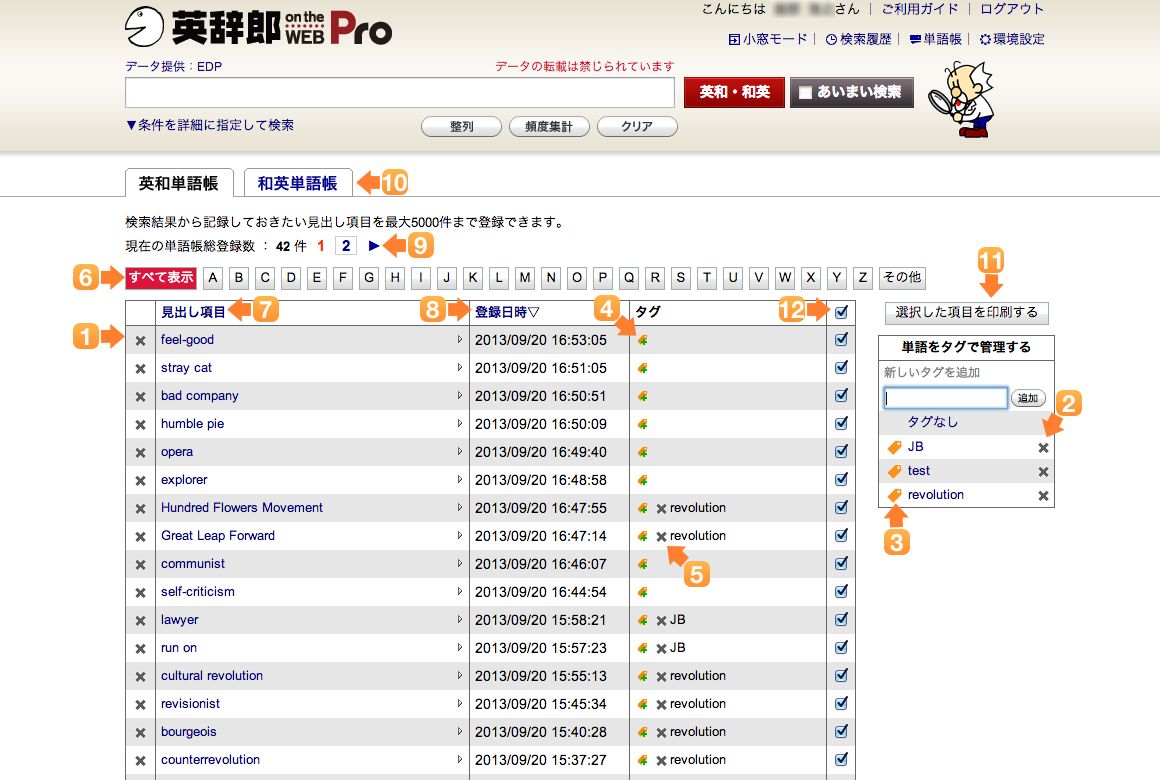 英辞郎 on the WEB Pro
こんにちは さん | ご利用ガイド | ログアウト
小窓モード | 検索履歴 | 単語帳 | 環境設定
データ提供：EDP データの転載は禁じられています
英和・和英 あいまい検索
▼条件を詳細に指定して検索 整列 頻度集計 クリア
英和単語帳 和英単語帳 10
検索結果から記録しておきたい見出し項目を最大5000件まで登録できます。
現在の単語帳総登録数 ： 42 件 1 2 ▶ 9
6 すべて表示 A B C D E F G H I J K L M N O P Q R S T U V W X Y Z その他
11
見出し項目 7 8 登録日時▽ 4 タグ 12
選択した項目を印刷する
1 feel-good 2013/09/20 16:53:05
stray cat 2013/09/20 16:51:05
bad company 2013/09/20 16:50:51
humble pie 2013/09/20 16:50:09
opera 2013/09/20 16:49:40
explorer 2013/09/20 16:48:58
Hundred Flowers Movement 2013/09/20 16:47:55 revolution
Great Leap Forward 2013/09/20 16:47:14 revolution
5
communist 2013/09/20 16:46:07
self-criticism 2013/09/20 16:44:54
lawyer 2013/09/20 15:58:21 JB
run on 2013/09/20 15:57:23 JB
cultural revolution 2013/09/20 15:55:13 revolution
revisionist 2013/09/20 15:45:34 revolution
bourgeois 2013/09/20 15:40:28 revolution
counterrevolution 2013/09/20 15:37:27 revolution
単語をタグで管理する
新しいタグを追加
追加 2
タグなし
JB
test
revolution
3